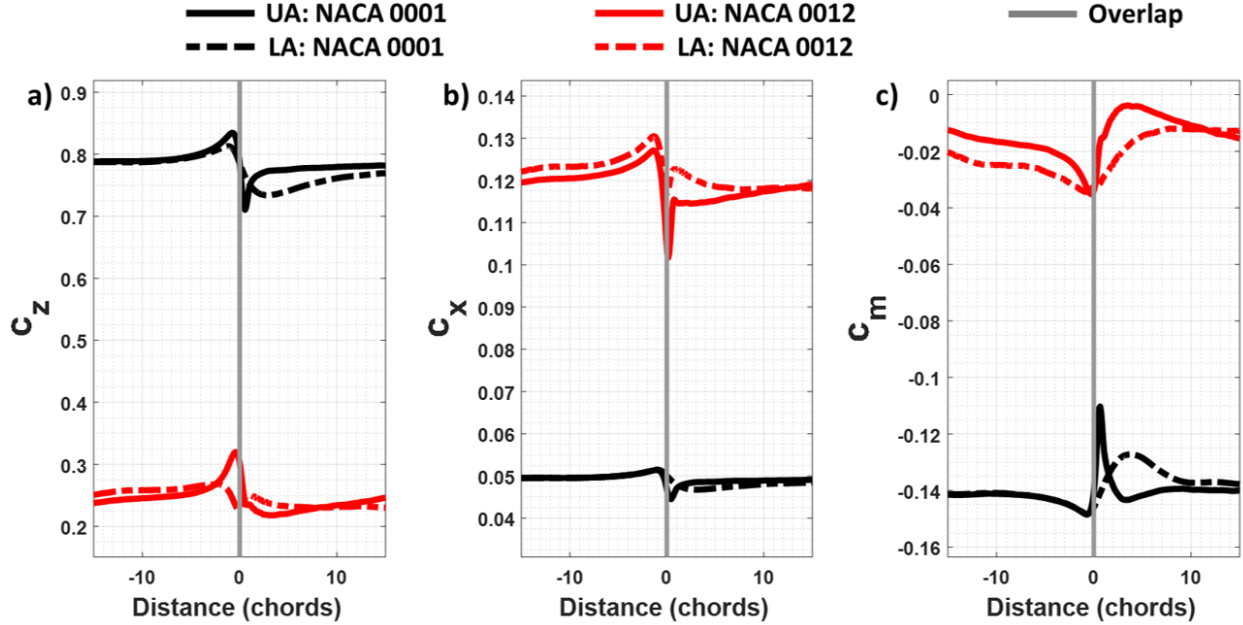 UA: NACA 0001 UA: NACA 0012 Overlap
LA: NACA 0001 LA: NACA 0012
a)
0.9
0.8
0.7
0.6
0.5
0.4
0.3
0.2
c_z
-10 0 10
Distance (chords)
b)
0.14
0.13
0.12
0.11
0.1
0.09
0.08
0.07
0.06
0.05
0.04
c_x
-10 0 10
Distance (chords)
c)
0
-0.02
-0.04
-0.06
-0.08
-0.1
-0.12
-0.14
-0.16
c_m
-10 0 10
Distance (chords)